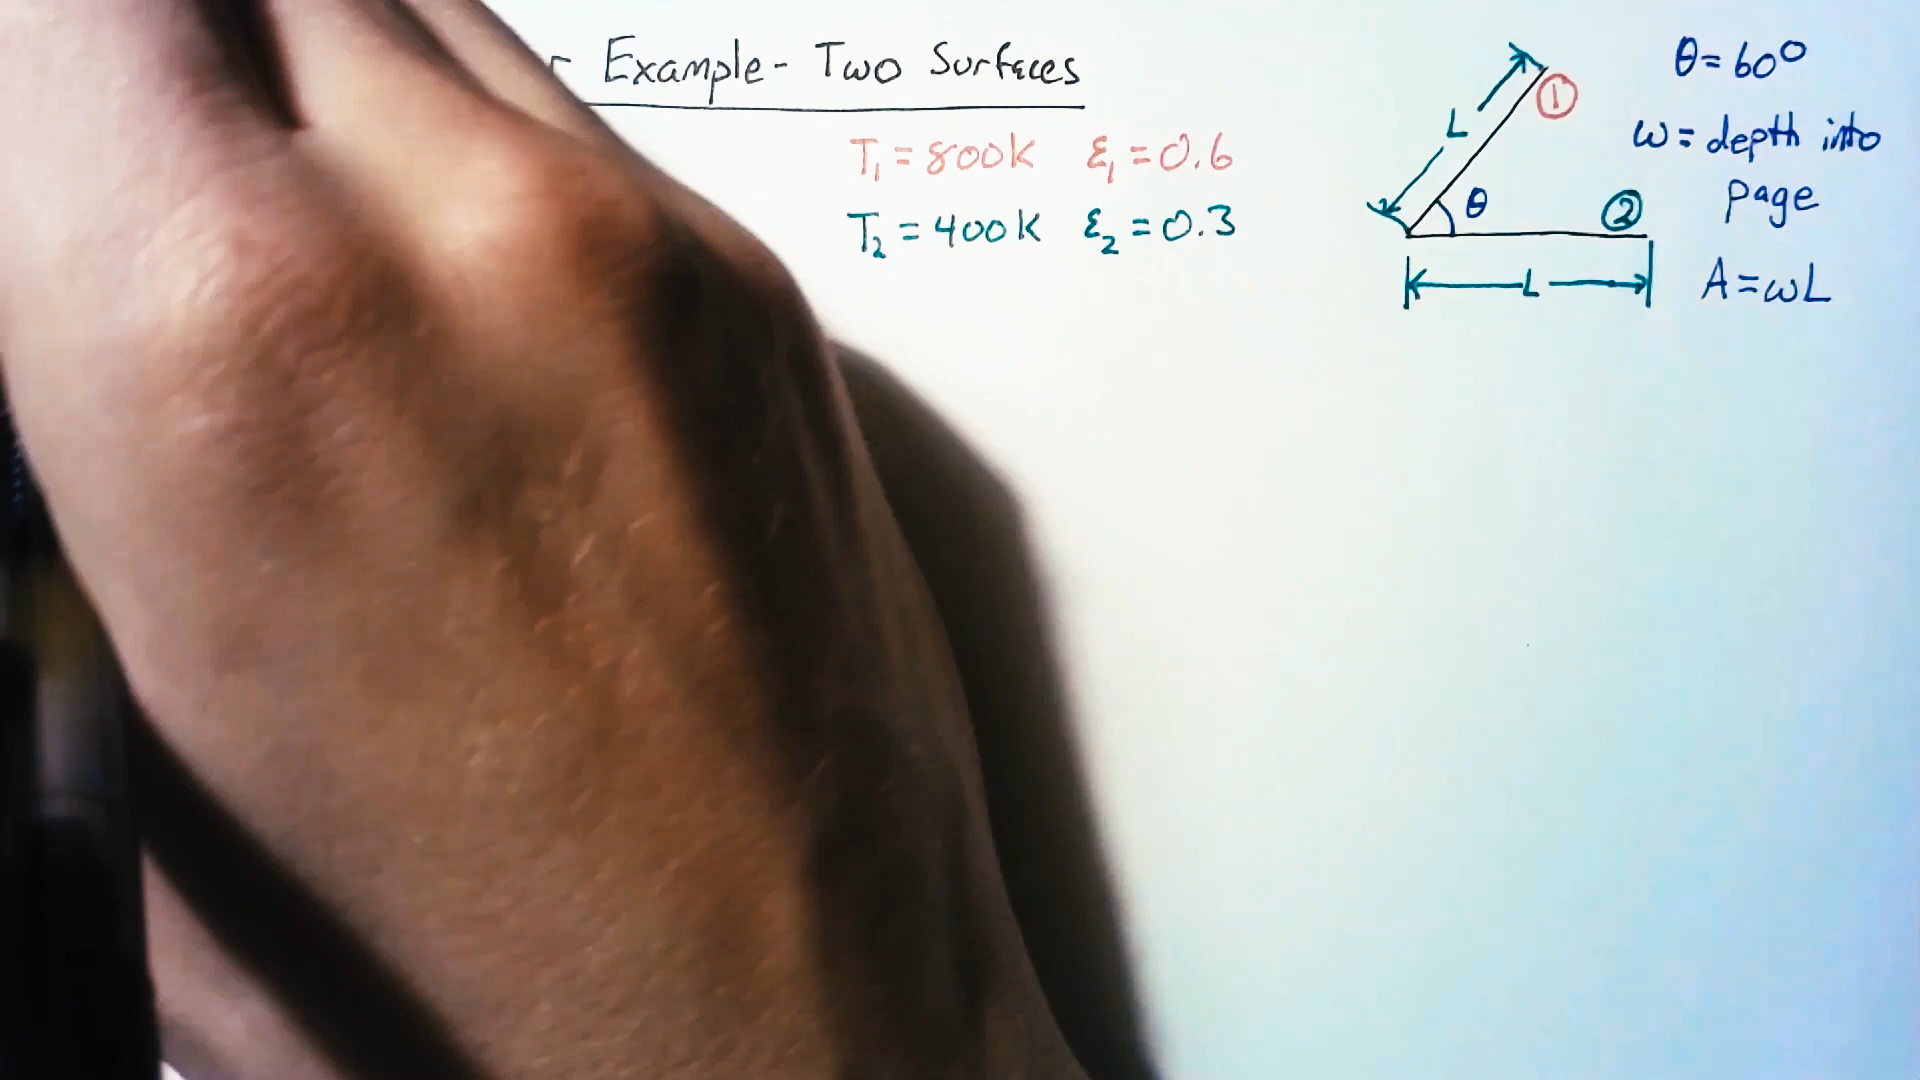 Example - Two Surfaces
T₁ = 800K ε₁ = 0.6
T₂ = 400K ε₂ = 0.3
L
①
θ
②
L
θ = 60°
w = depth into
page
A = wL